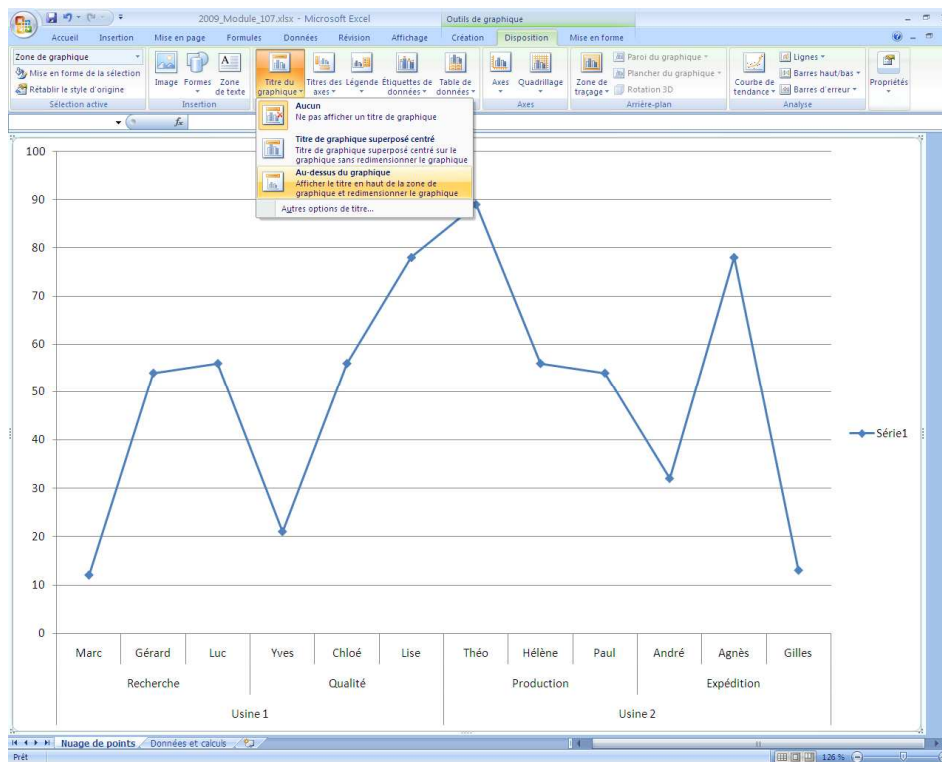 2009_Module_107.xlsx - Microsoft Excel
Outils de graphique
Accueil Insertion Mise en page Formules Données Révision Affichage Création Disposition Mise en forme
Zone de graphique
Mise en forme de la sélection
Rétablir le style d'origine
Sélection active
Image Formes Zone de texte
Insertion
Titre du graphique Titres des axes Légende Étiquettes de données Table de données
Axes Quadrillage
Axes
Zone de traçage
Paroi du graphique
Plancher du graphique
Rotation 3D
Arrière-plan
Courbe de tendance
Lignes
Barres haut/bas
Barres d'erreur
Analyse
Propriétés
fx
Aucun
Ne pas afficher un titre de graphique
Titre de graphique superposé centré
Titre de graphique superposé centré sur le
graphique sans redimensionner le graphique
Au-dessus du graphique
Afficher le titre en haut de la zone de
graphique et redimensionner le graphique
Autres options de titre...
100
90
80
70
60
50
40
30
20
10
0
Série1
Marc Gérard Luc Yves Chloé Lise Théo Hélène Paul André Agnès Gilles
Recherche Qualité Production Expédition
Usine 1 Usine 2
Nuage de points Données et calculs
Prêt
126 %